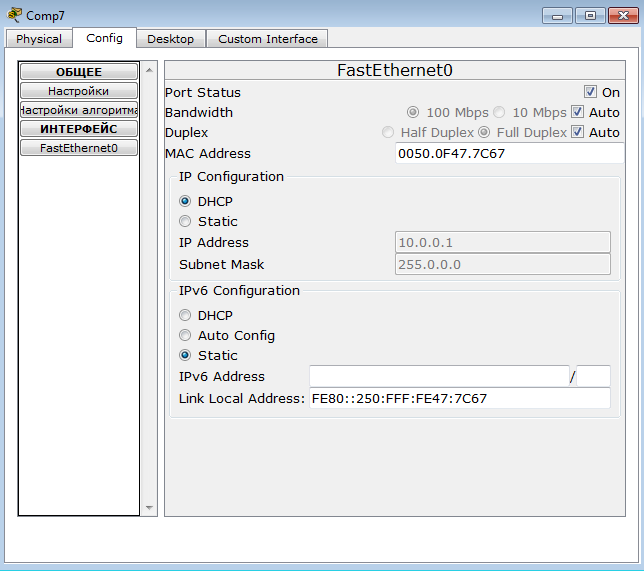 Comp7
Physical Config Desktop Custom Interface
ОБЩЕЕ
Настройки
Настройки алгоритма
ИНТЕРФЕЙС
FastEthernet0
FastEthernet0
Port Status On
Bandwidth 100 Mbps 10 Mbps Auto
Duplex Half Duplex Full Duplex Auto
MAC Address 0050.0F47.7C67
IP Configuration
DHCP
Static
IP Address 10.0.0.1
Subnet Mask 255.0.0.0
IPv6 Configuration
DHCP
Auto Config
Static
IPv6 Address /
Link Local Address: FE80::250:FFF:FE47:7C67